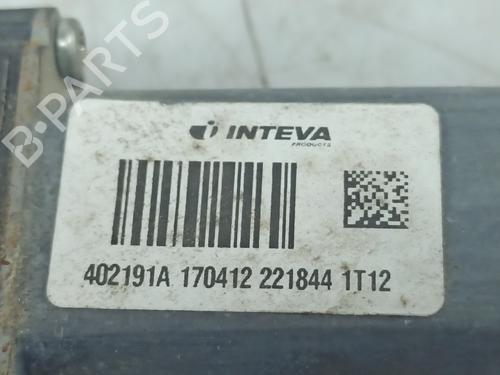 INTEVA
PRODUCTS
402191A 170412 221844 1T12
B-PARTS